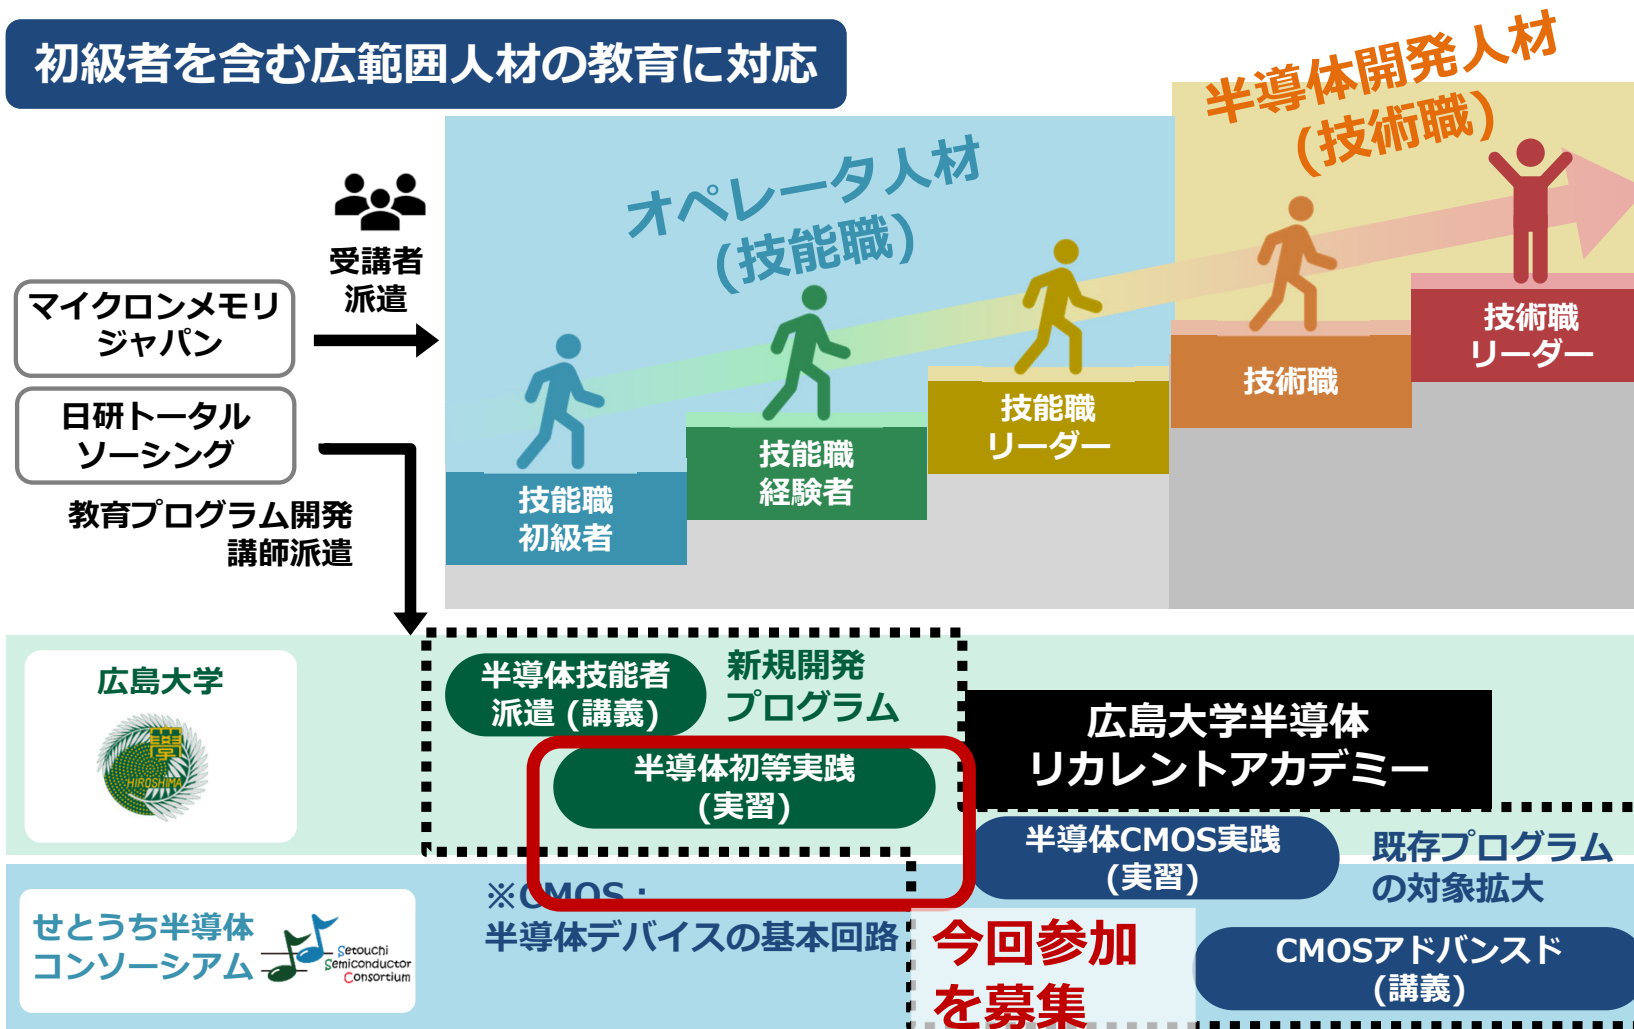 初級者を含む広範囲人材の教育に対応
半導体開発人材
(技術職)
オペレータ人材
(技能職)
受講者
派遣
マイクロンメモリ
ジャパン
日研トータル
ソーシング
教育プログラム開発
講師派遣
技能職
初級者
技能職
経験者
技能職
リーダー
技術職
技術職
リーダー
広島大学
學
HIROSHIMA
半導体技能者
派遣 (講義)
新規開発
プログラム
半導体初等実践
(実習)
広島大学半導体
リカレントアカデミー
半導体CMOS実践
(実習)
既存プログラム
の対象拡大
せとうち半導体
コンソーシアム
Setouchi
Semiconductor
Consortium
※CMOS：
半導体デバイスの基本回路
今回参加
を募集
CMOSアドバンスド
(講義)